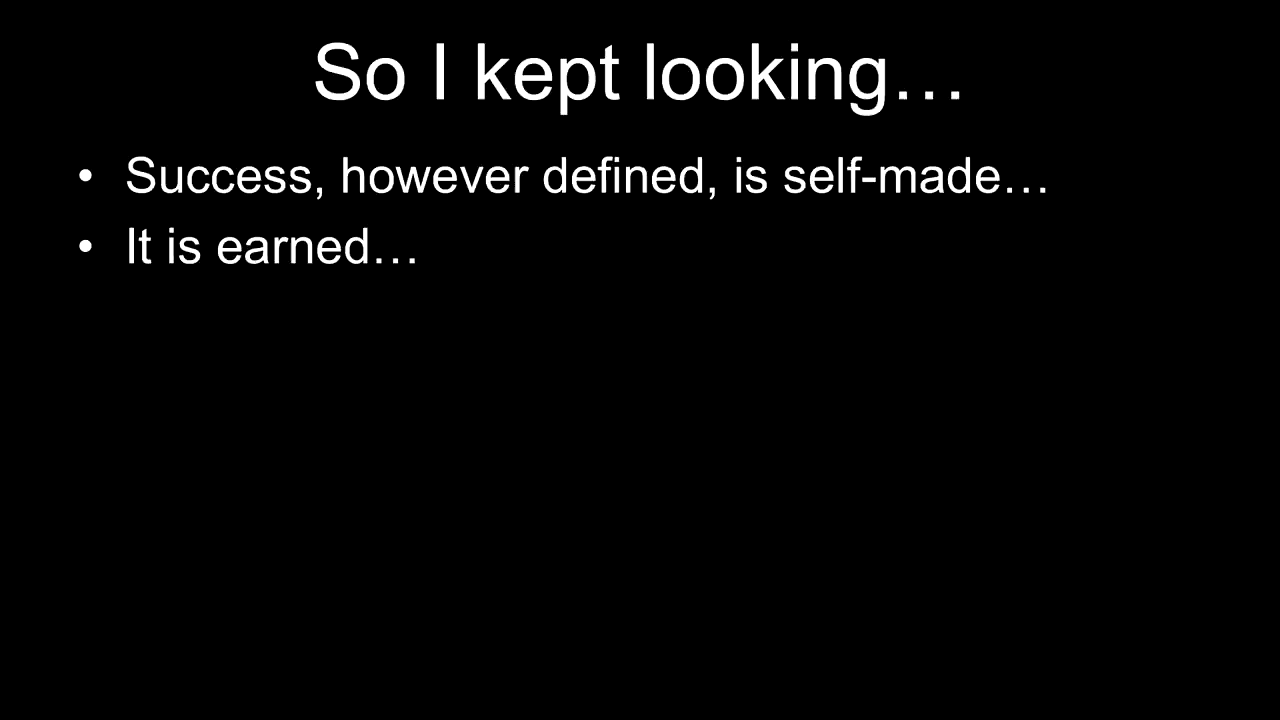 So I kept looking…
• Success, however defined, is self-made…
• It is earned…